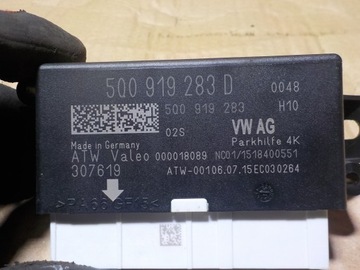 5Q0 919 283 D 0048
5Q0 919 283 H10
02S VW AG
Made in Germany Parkhilfe 4K
ATW Valeo 000018089 NC01/1518400551
307619 ATW-00106.07.15EC030264